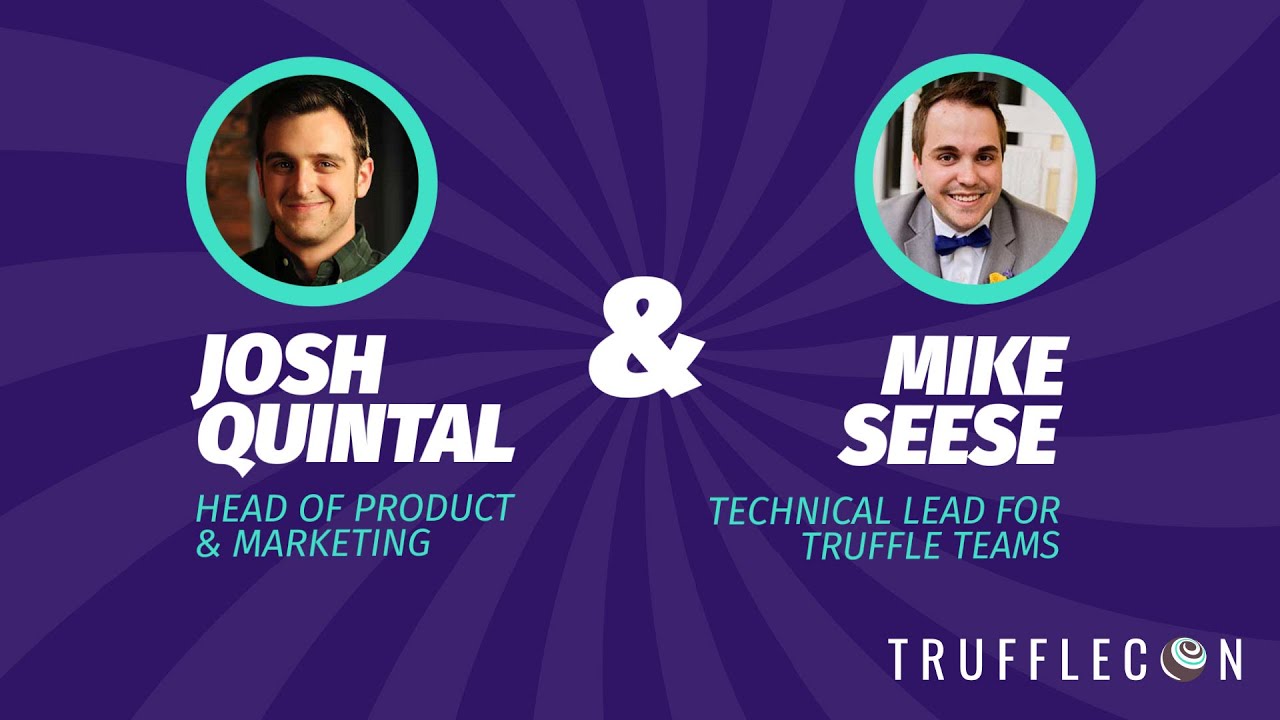 JOSH
QUINTAL
HEAD OF PRODUCT
& MARKETING
&
MIKE
SEESE
TECHNICAL LEAD FOR
TRUFFLE TEAMS
TRUFFLECON